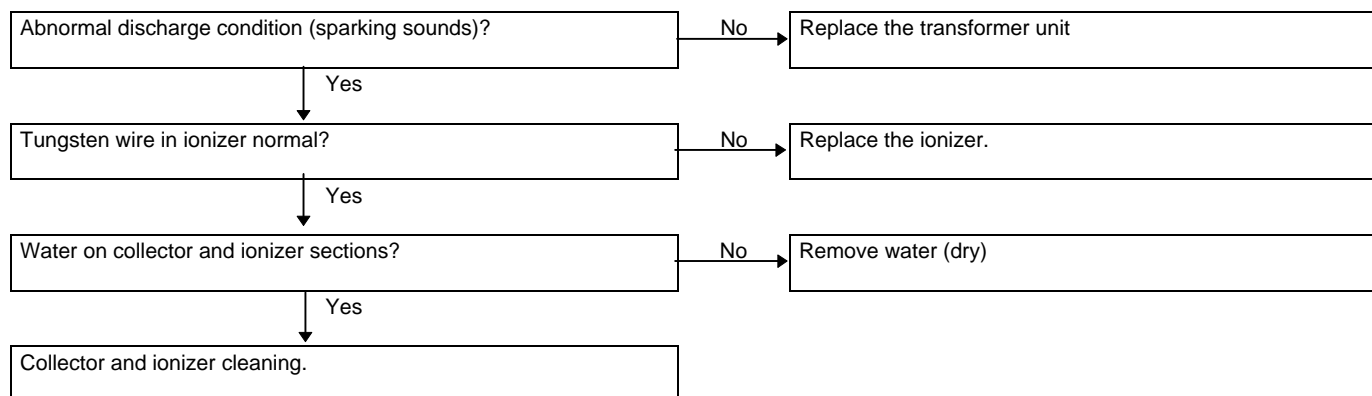 Abnormal discharge condition (sparking sounds)?
No
Replace the transformer unit
Yes
Tungsten wire in ionizer normal?
No
Replace the ionizer.
Yes
Water on collector and ionizer sections?
No
Remove water (dry)
Yes
Collector and ionizer cleaning.